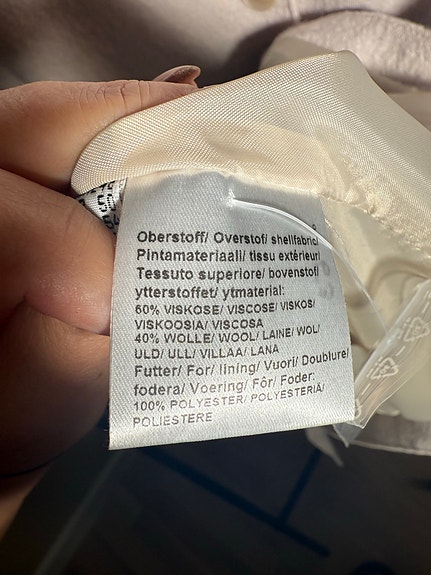 Oberstoff/ Overstof/ shellfabric/
Pintamateriaali/ tissu extérieur/
Tessuto superiore/ bovenstof/
ytterstoffet/ ytmaterial:
60% VISKOSE/ VISCOSE/ VISKOS/
VISKOOSIA/ VISCOSA
40% WOLLE/ WOOL/ LAINE/ WOL/
ULD/ ULL/ VILLAA/ LANA
Futter/ For/ lining/ Vuori/ Doublure/
fodera/ Voering/ Fôr/ Foder:
100% POLYESTER/ POLYESTERIÄ/
POLIESTERE